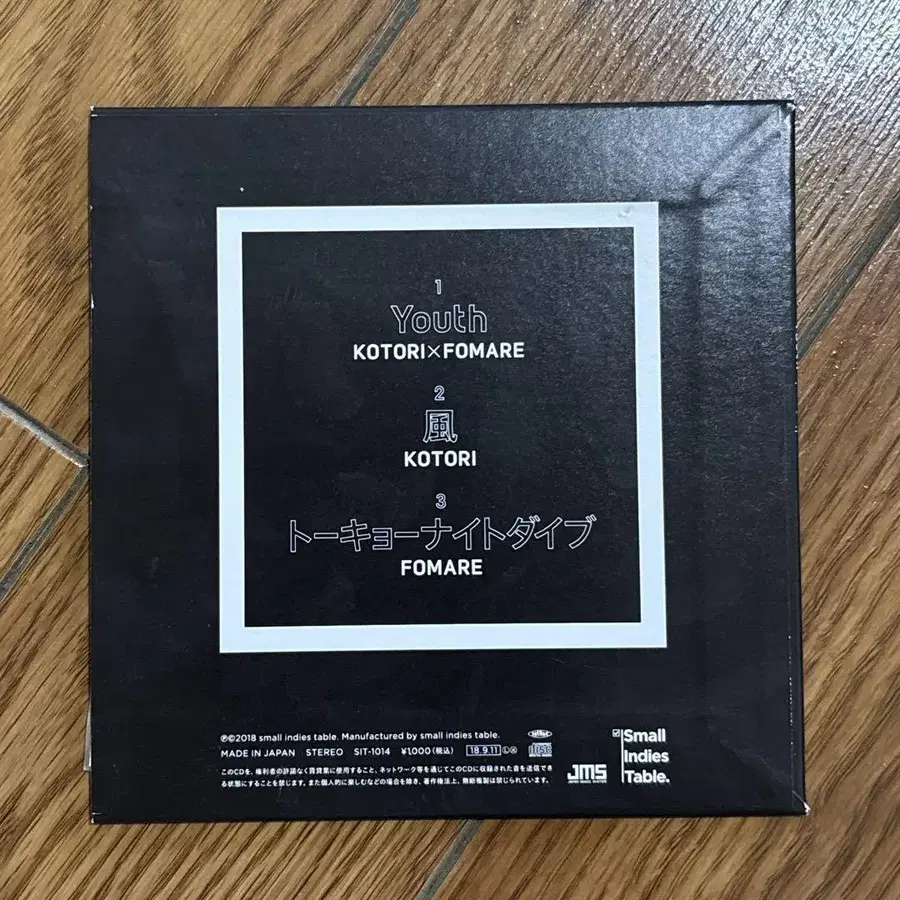 1
Youth
KOTORI×FOMARE
2
風
KOTORI
3
トーキョーナイトダイブ
FOMARE
℗©2018 small indies table. Manufactured by small indies table.
MADE IN JAPAN STEREO SIT-1014 ¥1,000(税込) 18.9.11 Ⓛ Ⓧ
このCDを、権利者の許諾なく賃貸業に使用すること、ネットワーク等を通じてこのCDに収録された音を送信でき
る状態にすることを禁じます。また個人的に楽しむなどの場合を除き、著作権法上、無断複製は禁じられています。
JMS
Small
Indies
Table.